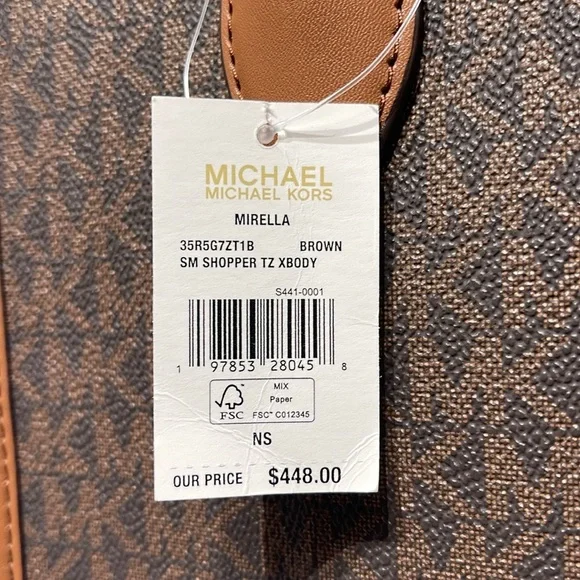 MICHAEL
MICHAEL KORS
MIRELLA
35R5G7ZT1B BROWN
SM SHOPPER TZ XBODY
S441-0001
1 97853 28045 8
FSC
MIX
Paper
FSC™ C012345
NS
OUR PRICE $448.00